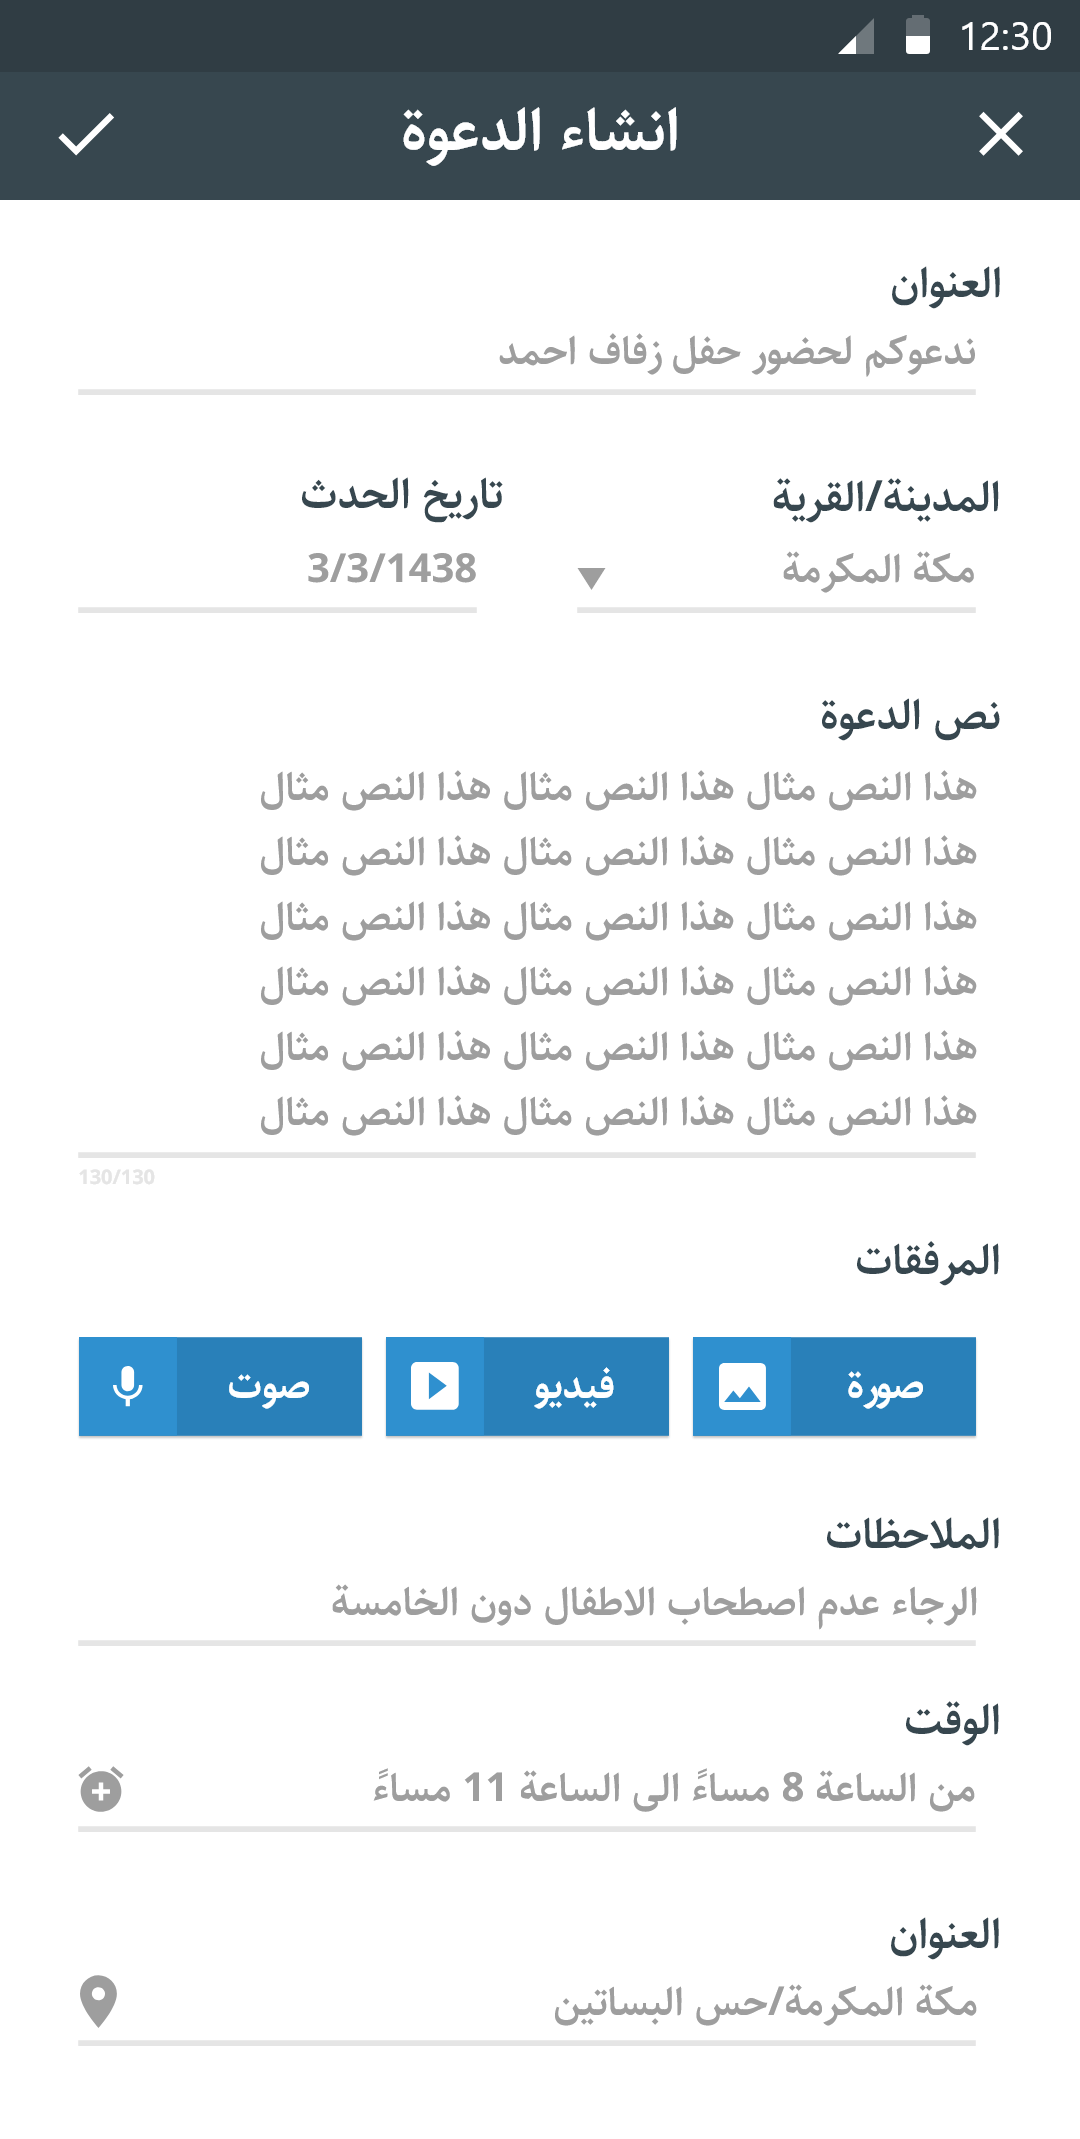 12:30
انشاء الدعوة
العنوان
ندعوكم لحضور حفل زفاف احمد
المدينة/القرية
مكة المكرمة
تاريخ الحدث
3/3/1438
نص الدعوة
هذا النص مثال هذا النص مثال هذا النص مثال
هذا النص مثال هذا النص مثال هذا النص مثال
هذا النص مثال هذا النص مثال هذا النص مثال
هذا النص مثال هذا النص مثال هذا النص مثال
هذا النص مثال هذا النص مثال هذا النص مثال
هذا النص مثال هذا النص مثال هذا النص مثال
130/130
المرفقات
صورة
فيديو
صوت
الملاحظات
الرجاء عدم اصطحاب الاطفال دون الخامسة
الوقت
من الساعة 8 مساءً الى الساعة 11 مساءً
العنوان
مكة المكرمة/حس البساتين